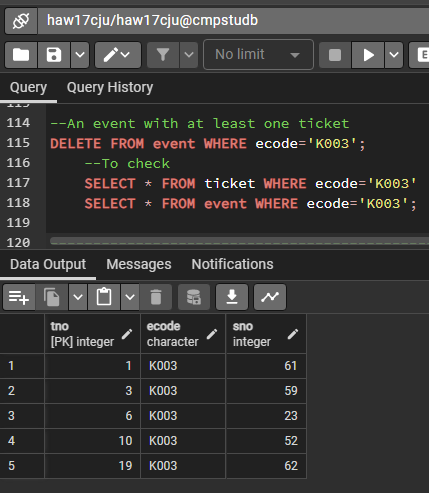 haw17cju/haw17cju@cmpstudb
No limit
E
Query Query History
113
114 --An event with at least one ticket
115 DELETE FROM event WHERE ecode='K003';
116 --To check
117 SELECT * FROM ticket WHERE ecode='K003'
118 SELECT * FROM event WHERE ecode='K003';
119
120
Data Output Messages Notifications
tno ecode sno
[PK] integer character integer
1 1 K003 61
2 3 K003 59
3 6 K003 23
4 10 K003 52
5 19 K003 62